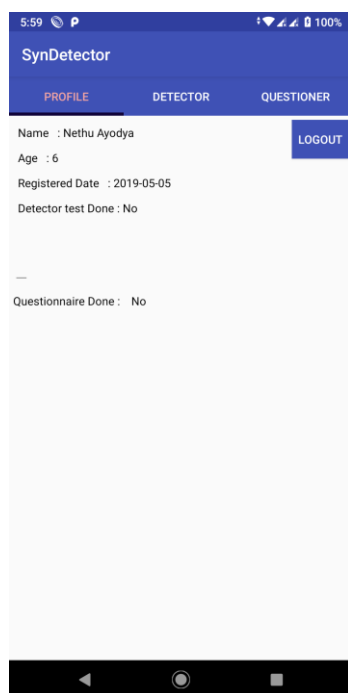 5:59 100%
SynDetector
PROFILE DETECTOR QUESTIONER
Name : Nethu Ayodya
LOGOUT
Age : 6
Registered Date : 2019-05-05
Detector test Done : No
Questionnaire Done : No